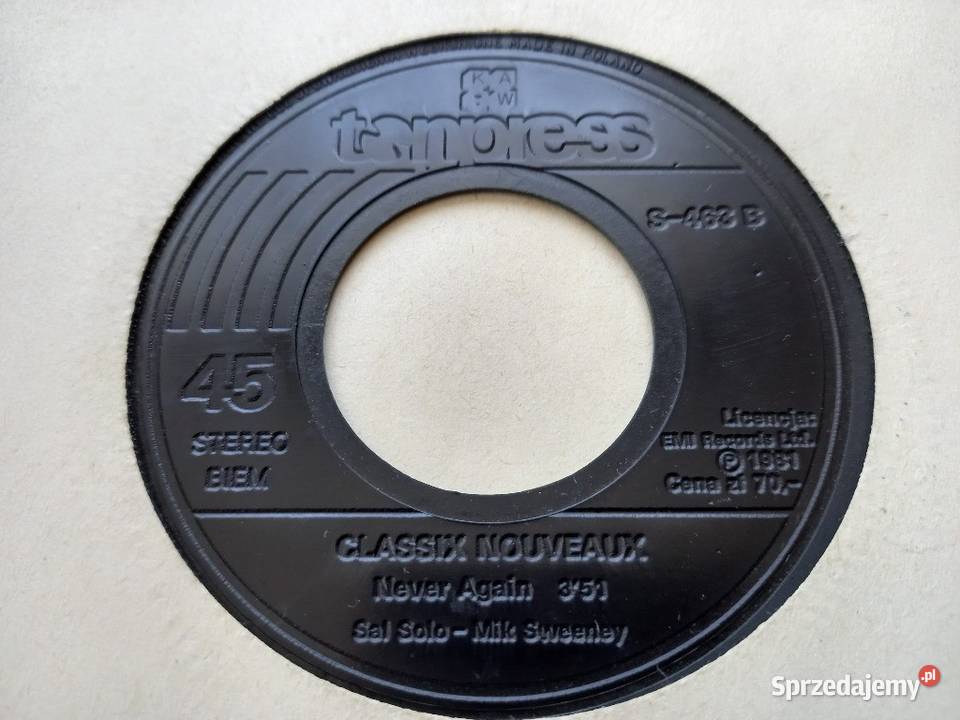 MADE IN POLAND
K A
R W
tonpress
S-463 B
45
STEREO
BIEM
Licencja:
EMI Records Ltd.
℗ 1981
Cena zł 70,-
CLASSIX NOUVEAUX
Never Again 3'51
Sal Solo - Mik Sweeney
Sprzedajemy.pl